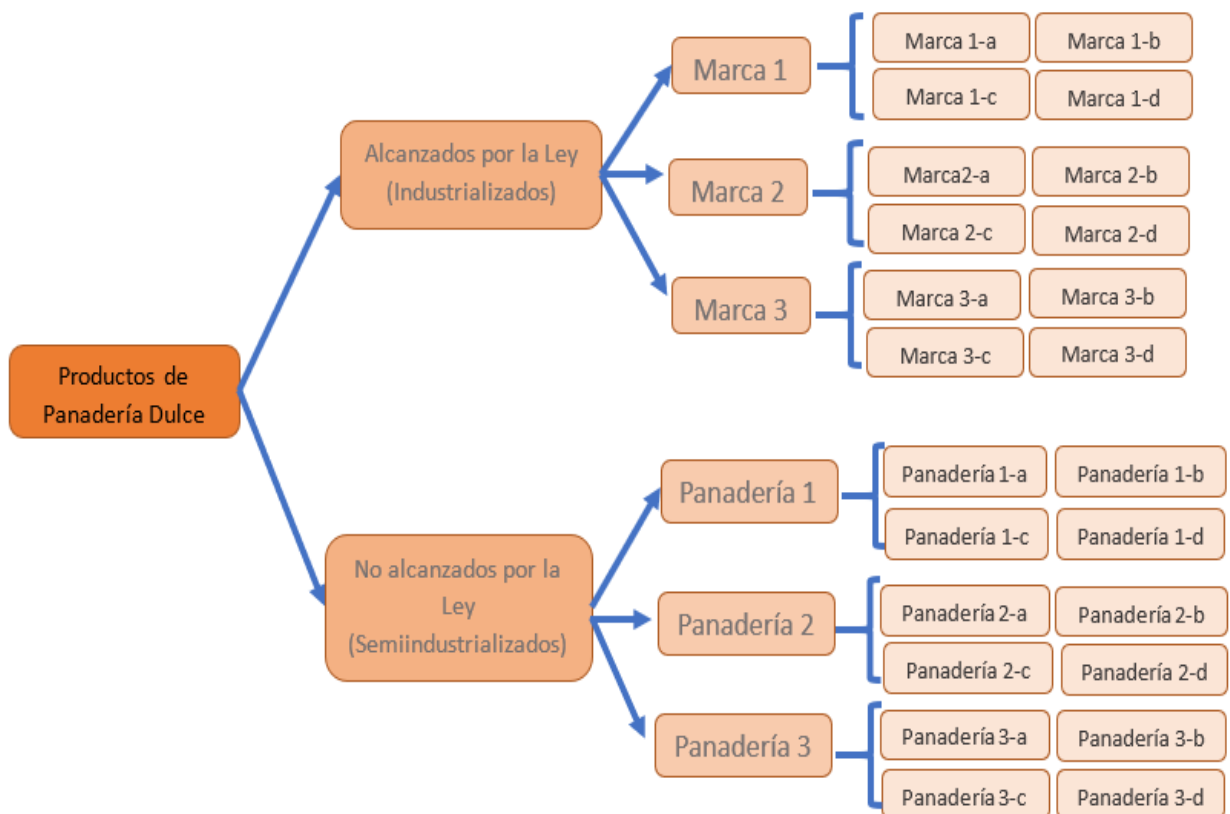 Productos de
Panadería Dulce
Alcanzados por la Ley
(Industrializados)
Marca 1
Marca 1-a
Marca 1-b
Marca 1-c
Marca 1-d
Marca 2
Marca2-a
Marca 2-b
Marca 2-c
Marca 2-d
Marca 3
Marca 3-a
Marca 3-b
Marca 3-c
Marca 3-d
No alcanzados por la
Ley
(Semiindustrializados)
Panadería 1
Panadería 1-a
Panadería 1-b
Panadería 1-c
Panadería 1-d
Panadería 2
Panadería 2-a
Panadería 2-b
Panadería 2-c
Panadería 2-d
Panadería 3
Panadería 3-a
Panadería 3-b
Panadería 3-c
Panadería 3-d